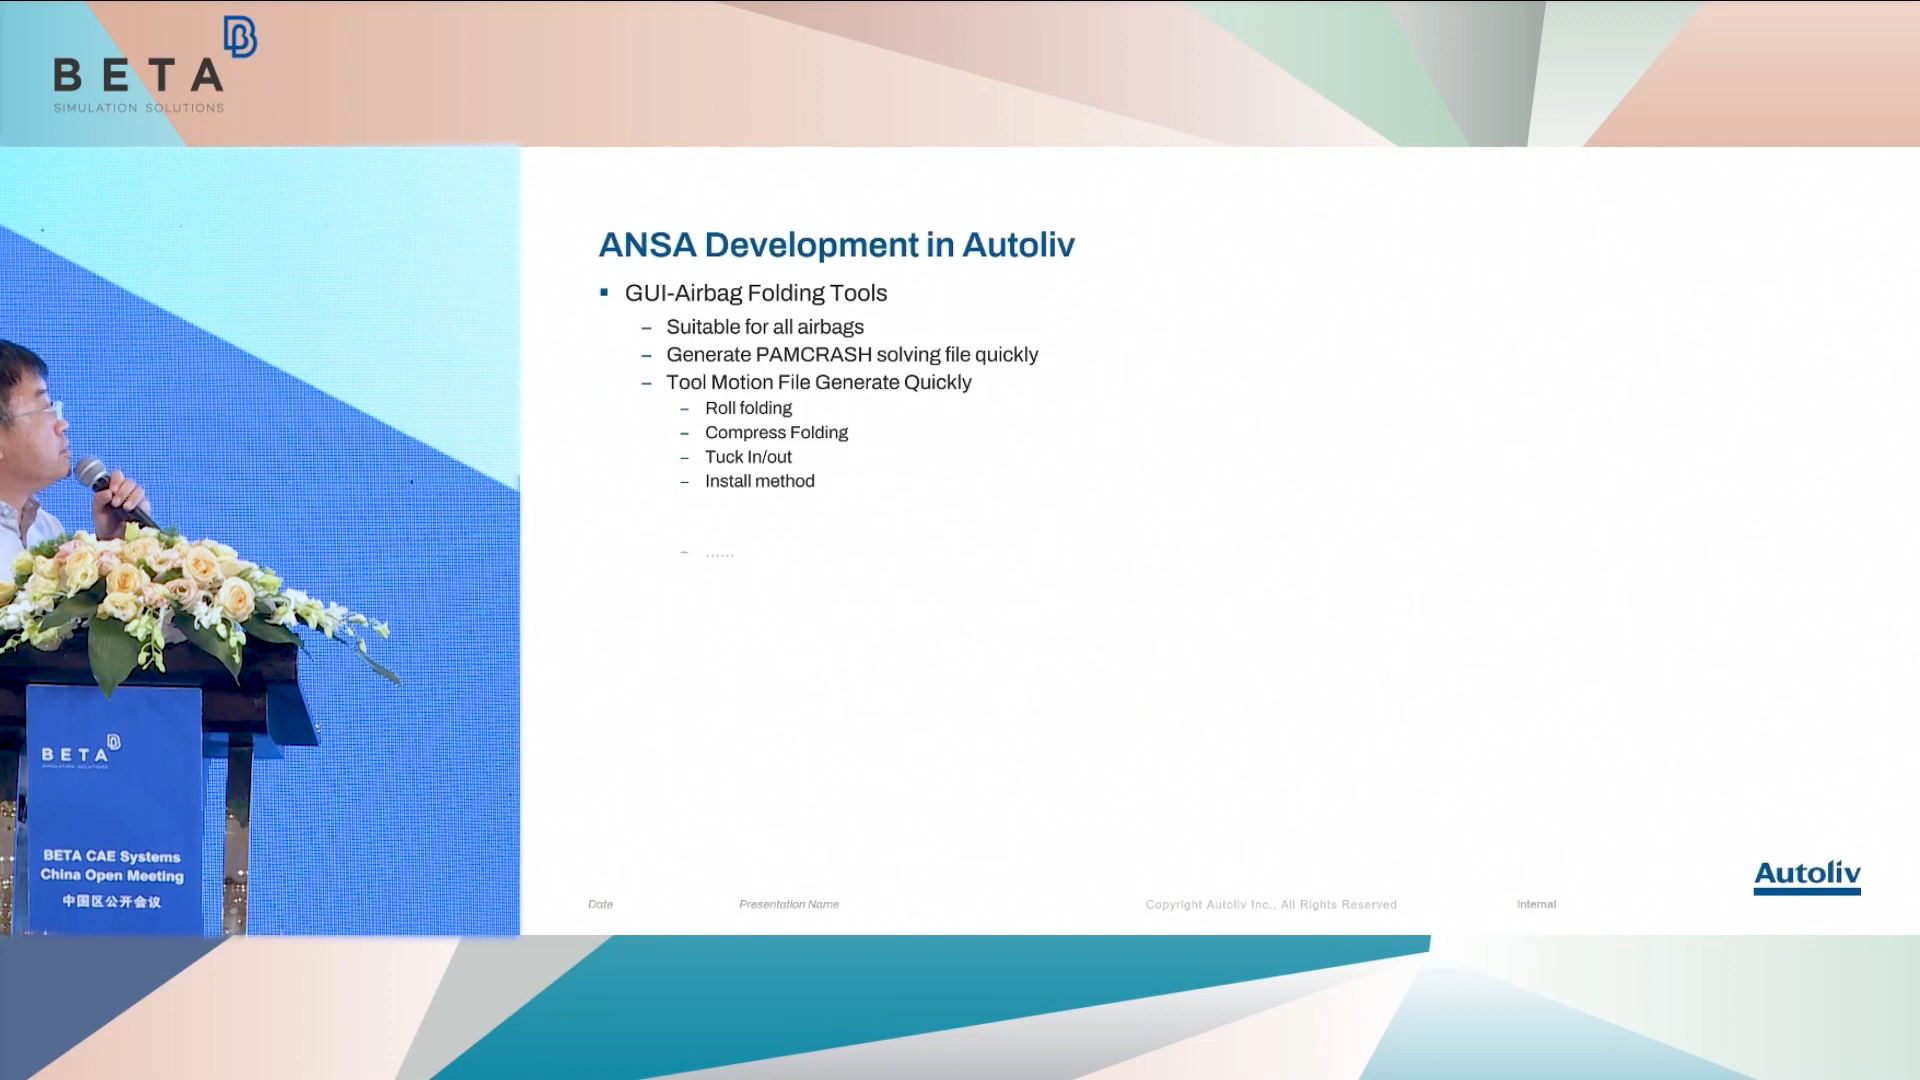 BETA
SIMULATION SOLUTIONS
ANSA Development in Autoliv
GUI-Airbag Folding Tools
– Suitable for all airbags
– Generate PAMCRASH solving file quickly
– Tool Motion File Generate Quickly
– Roll folding
– Compress Folding
– Tuck In/out
– Install method
– ......
BETA
SIMULATION SOLUTIONS
BETA CAE Systems
China Open Meeting
中国区公开会议
Date
Presentation Name
Copyright Autoliv Inc., All Rights Reserved
Internal
Autoliv